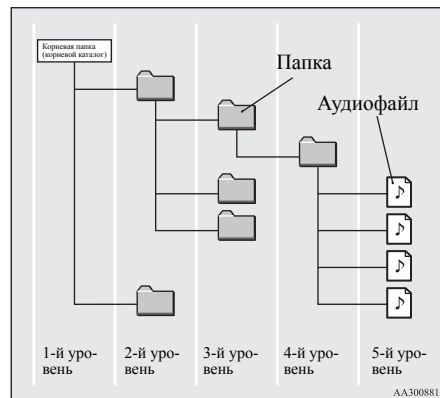 Корневая папка
(корневой каталог)
Папка
Аудиофайл
1-й уро-
вень
2-й уро-
вень
3-й уро-
вень
4-й уро-
вень
5-й уро-
вень
AA300881